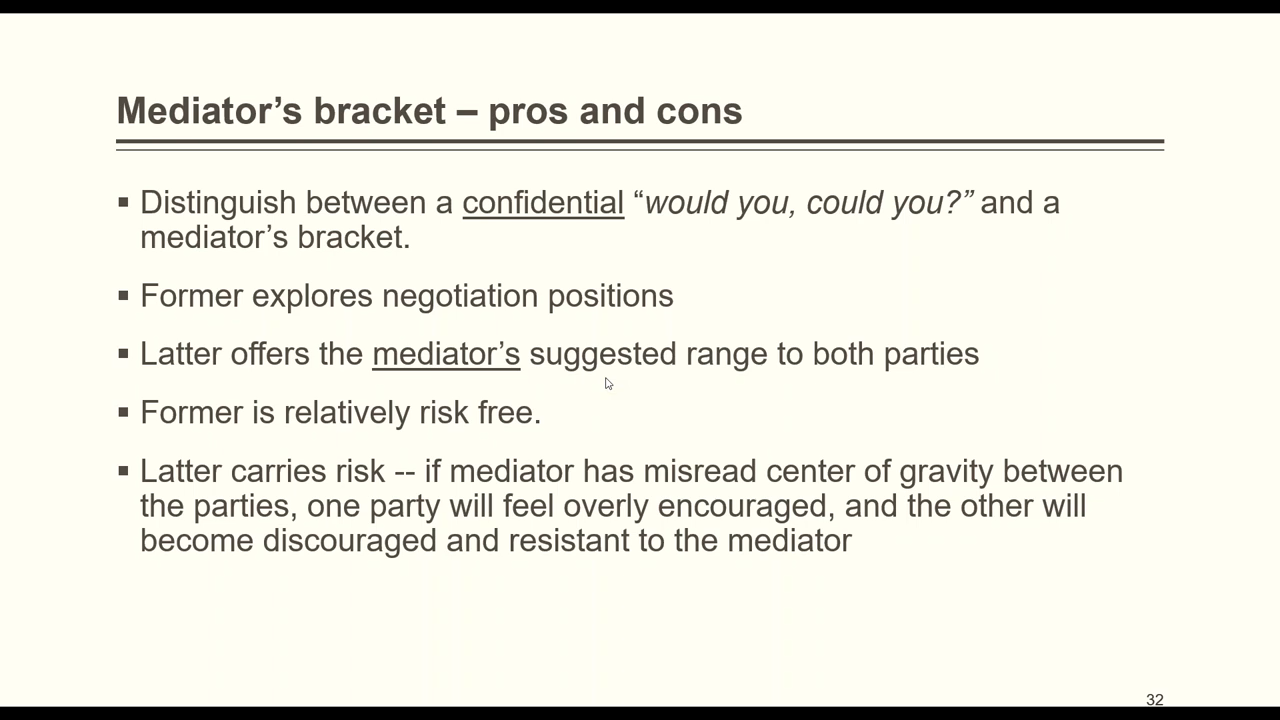 Mediator’s bracket – pros and cons
▪ Distinguish between a confidential “would you, could you?” and a
mediator’s bracket.
▪ Former explores negotiation positions
▪ Latter offers the mediator’s suggested range to both parties
▪ Former is relatively risk free.
▪ Latter carries risk -- if mediator has misread center of gravity between
the parties, one party will feel overly encouraged, and the other will
become discouraged and resistant to the mediator
32